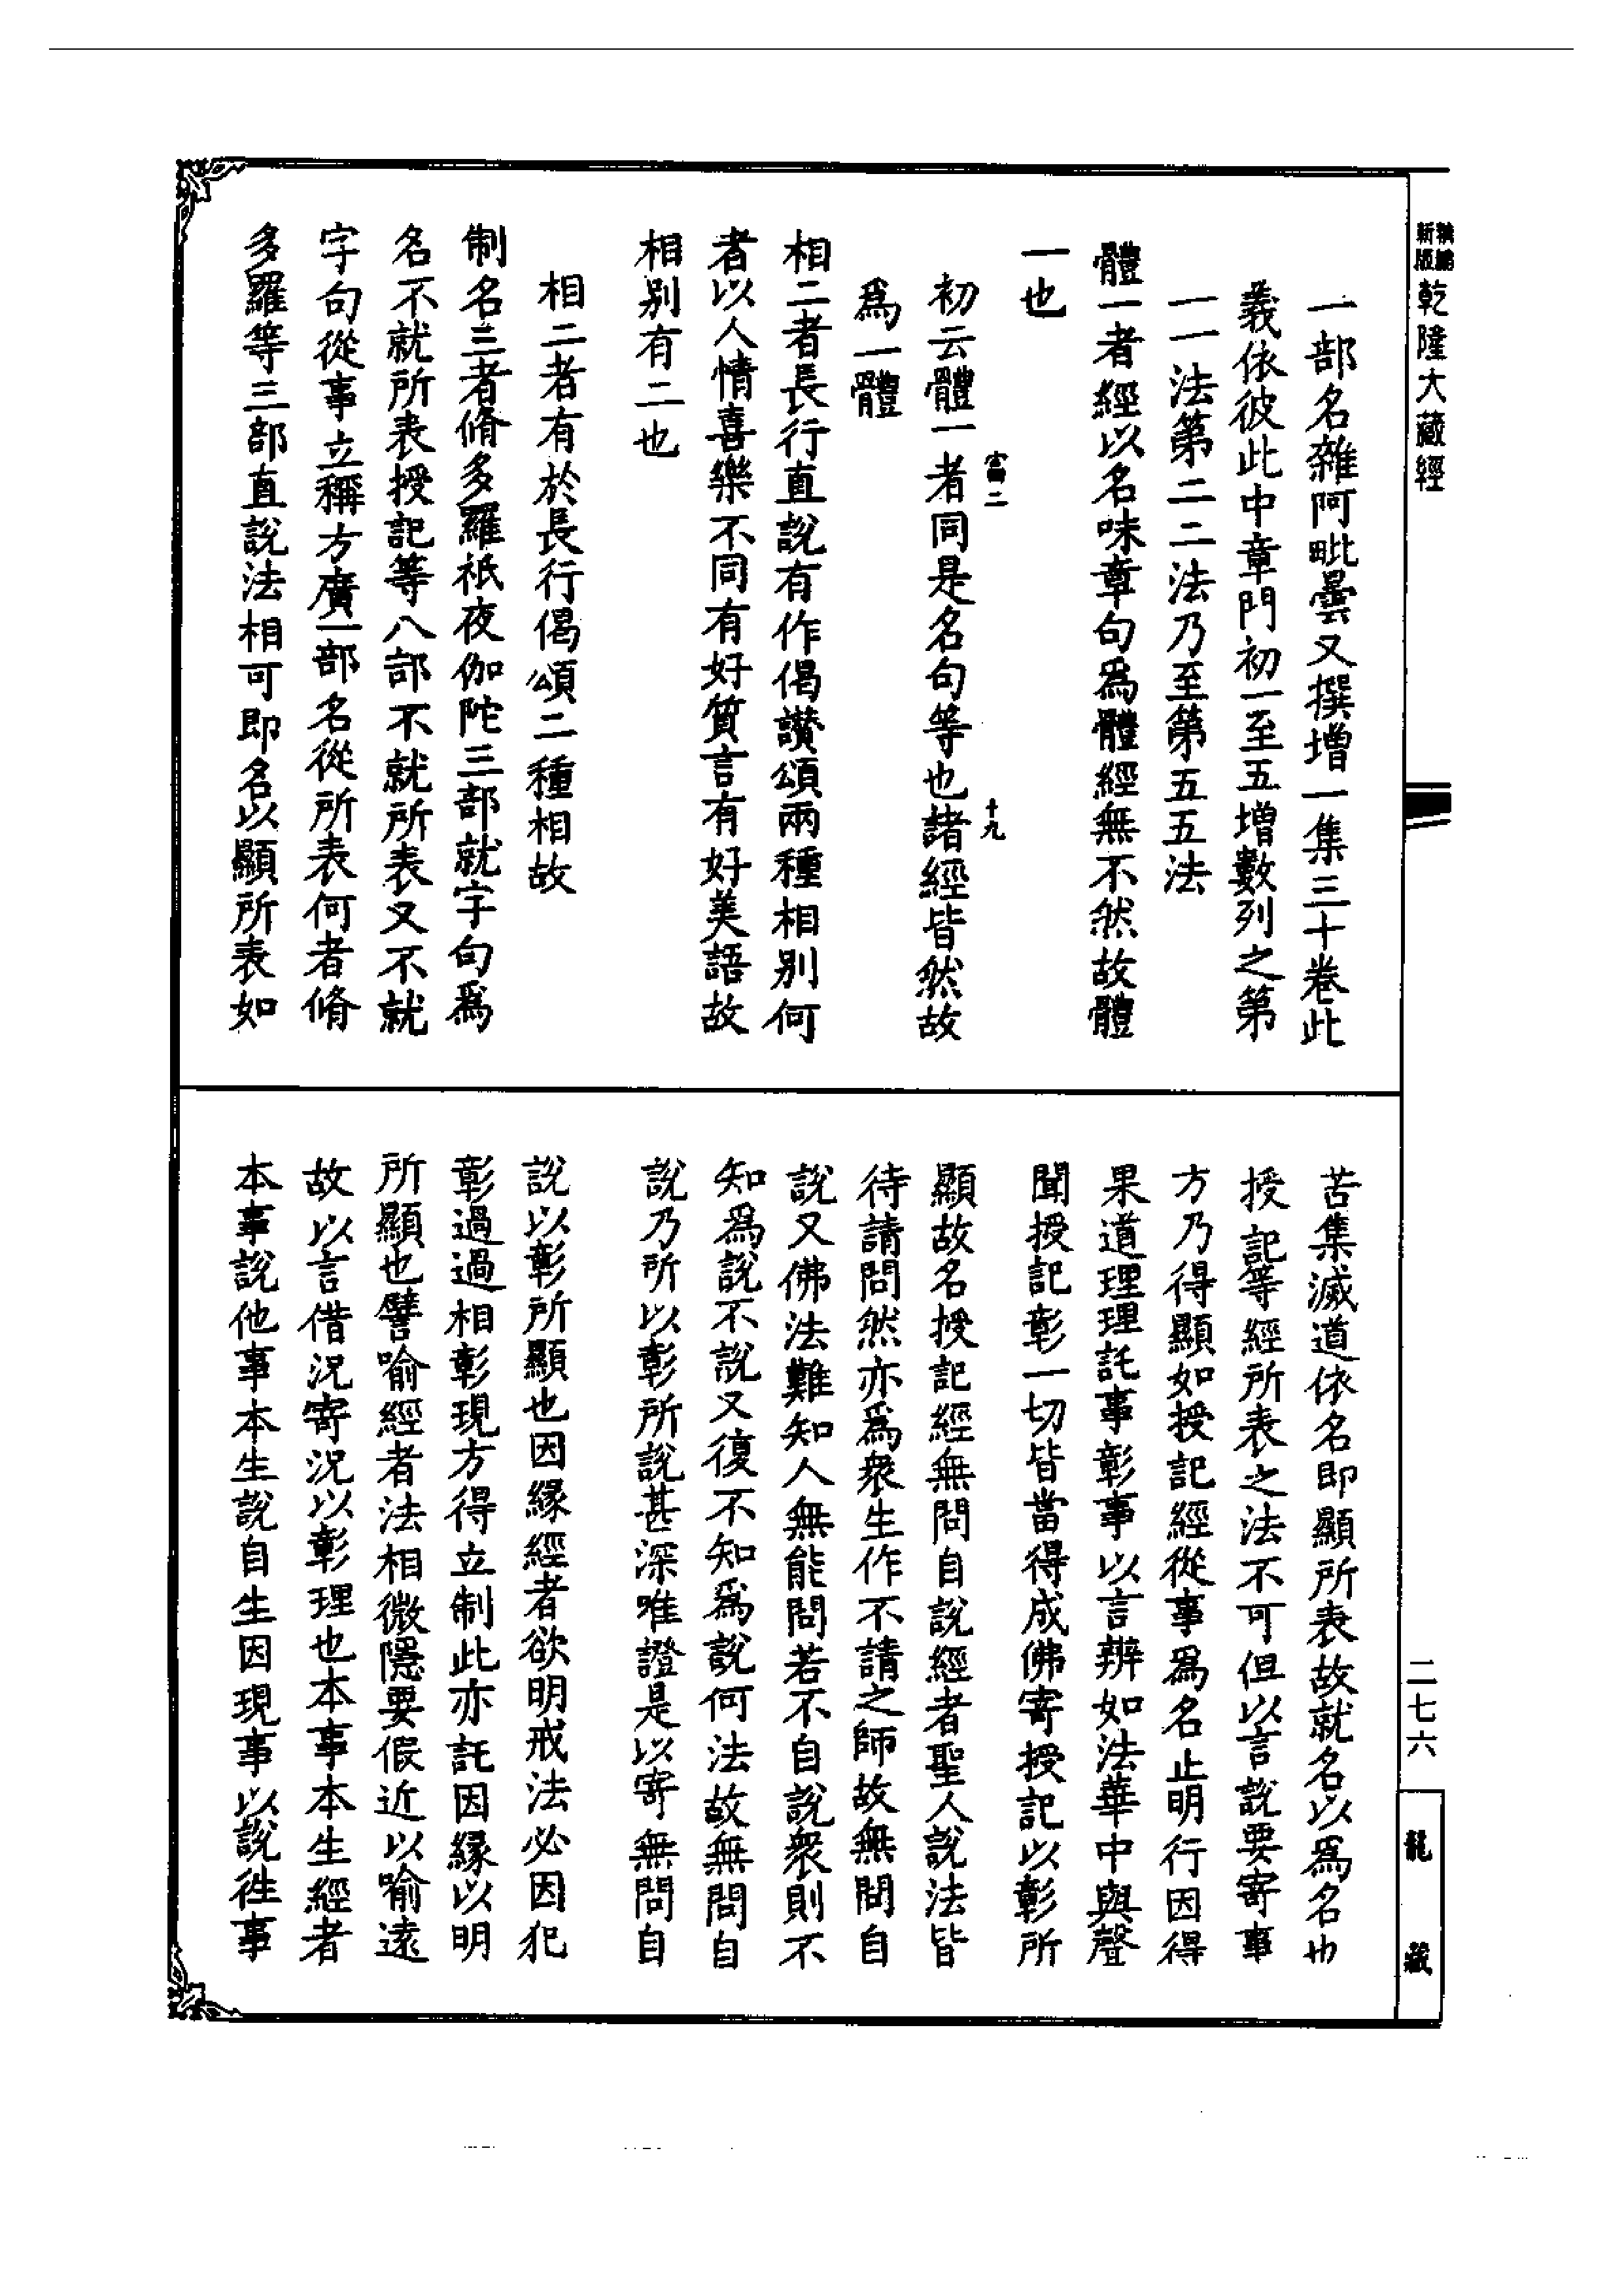 新版
乾隆大藏經
一部名雜阿毗曇又撰增一集三十卷此
義依彼此中章門初一至五增數列之第
一一法第二二法乃至第五五法
體一者經以名味章句爲體經無不然故體
一也
初云體一者同是名句等也諸經皆然故
爲一體
相二者長行直說有作偈讚頌兩種相別何
者以人情喜樂不同有好質言有好美語故
相別有二也
相二者有於長行偈頌二種相故
制名三者脩多羅祇夜伽陀三部就字句爲
名不就所表授記等八部不就所表又不就
字句從事立稱方廣一部名從所表何者脩
多羅等三部直說法相可即名以顯所表如
二
十九
苦集滅道依名即顯所表故就名以爲名也
授記等經所表之法不可但以言說要寄事
方乃得顯如授記經從事爲名止明行因得
果道理理託事彰事以言辨如法華中與聲
聞授記彰一切皆當得成佛寄授記以彰所
顯故名授記經無問自說經者聖人說法皆
待請問然亦爲衆生作不請之師故無問自
說又佛法難知人無能問若不自說衆則不
知爲說不說又復不知爲說何法故無問自
說乃所以彰所說甚深唯證是以寄無問自
說以彰所顯也因緣經者欲明戒法必因犯
彰過過相彰現方得立制此亦託因緣以明
所顯也譬喻經者法相微隱要假近以喻遠
故以言借況寄況以彰理也本事本生經者
本事說他事本生說自生因現事以說徃事
二七六
龍藏